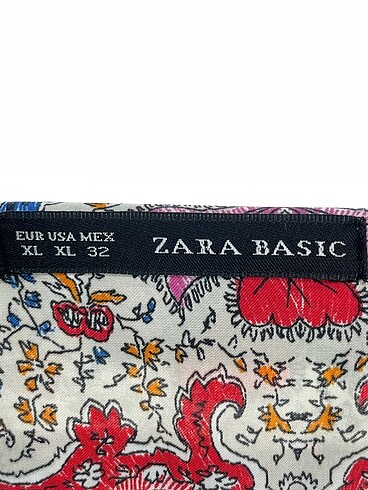 EUR USA MEX
XL XL 32
ZARA BASIC